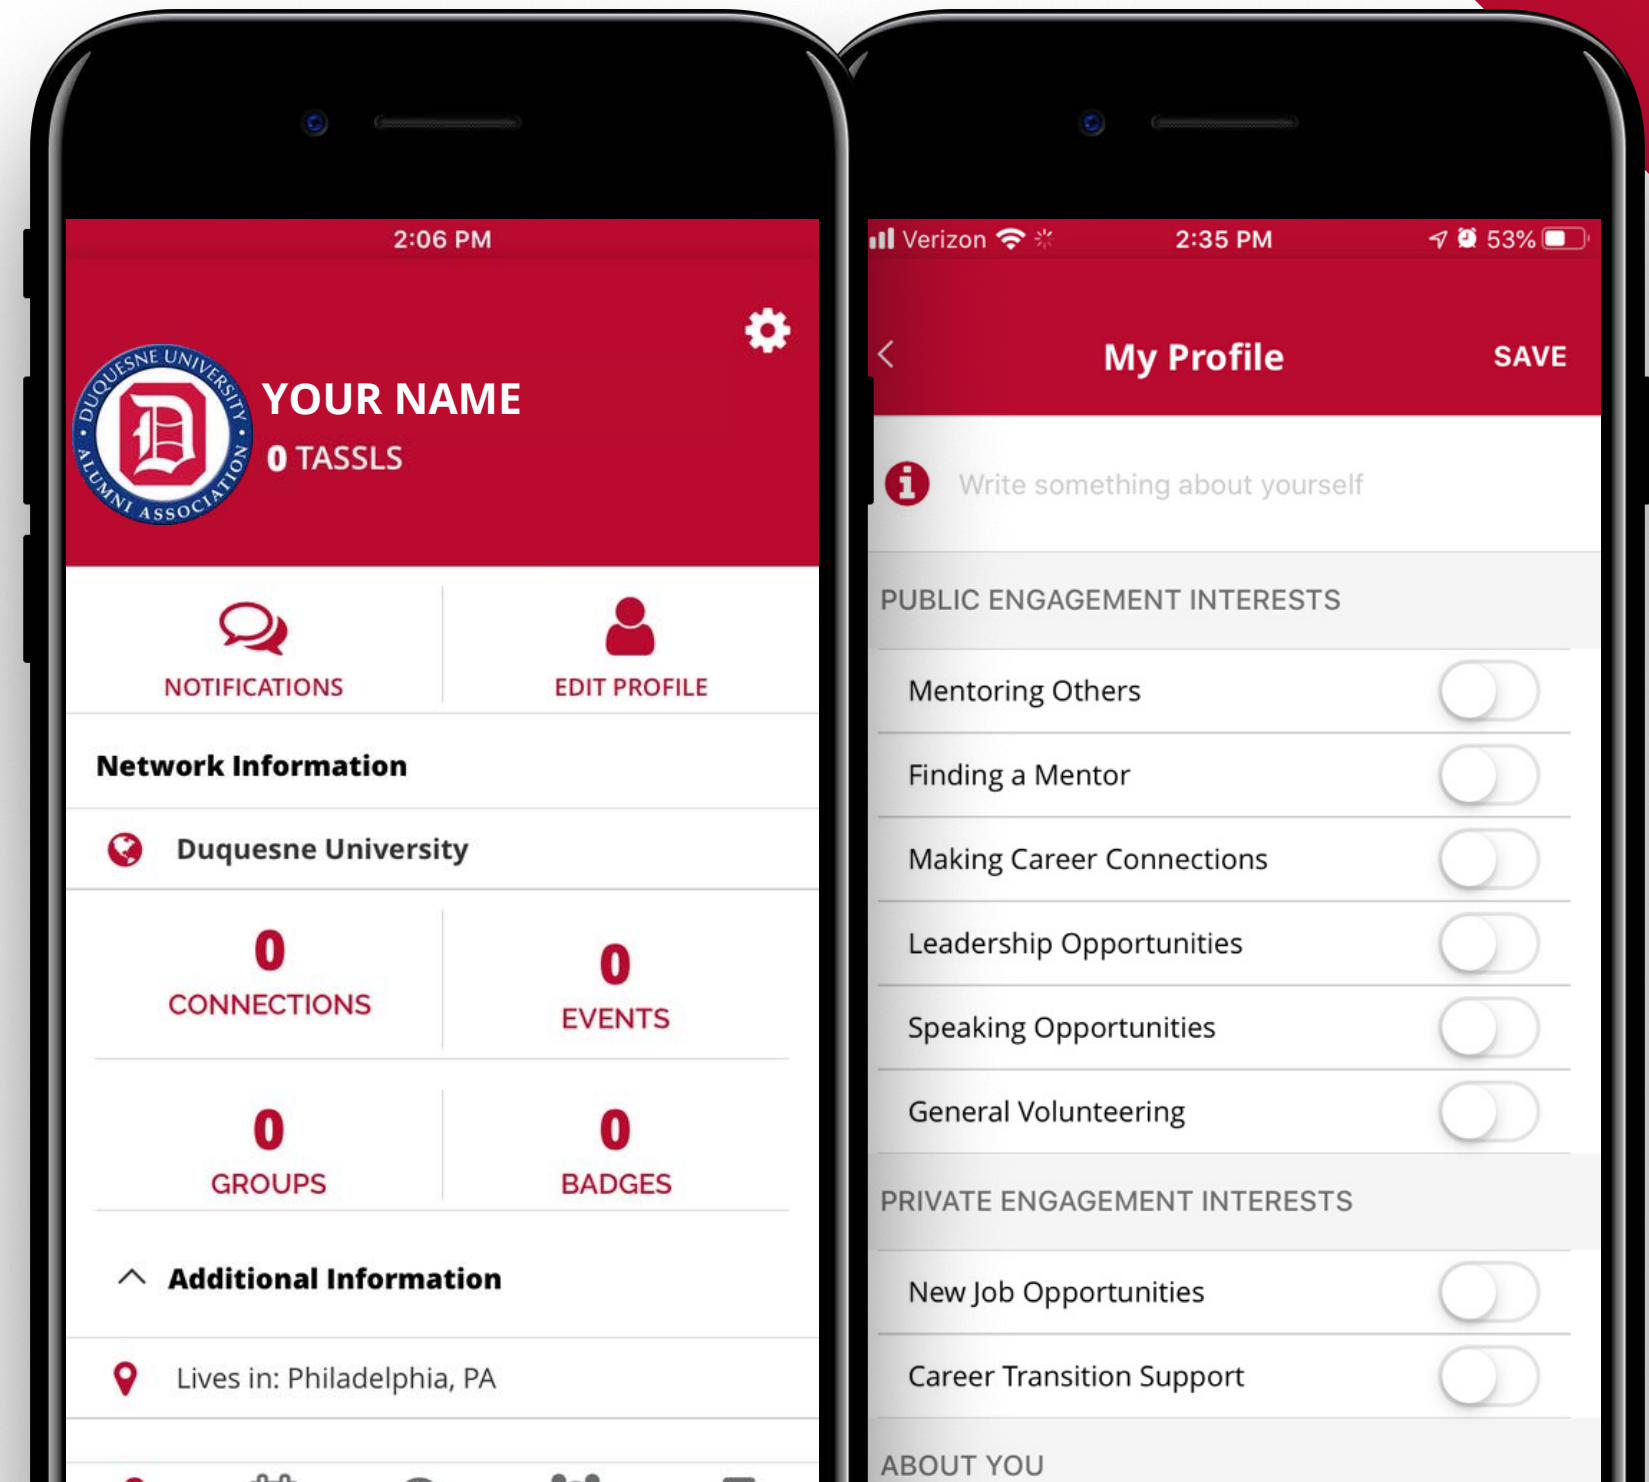 2:06 PM
DUQUESNE UNIVERSITY
ALUMNI ASSOCIATION
D
YOUR NAME
0 TASSLS
NOTIFICATIONS
EDIT PROFILE
Network Information
Duquesne University
0
CONNECTIONS
0
EVENTS
0
GROUPS
0
BADGES
Additional Information
Lives in: Philadelphia, PA
Verizon
2:35 PM
53%
My Profile
SAVE
Write something about yourself
PUBLIC ENGAGEMENT INTERESTS
Mentoring Others
Finding a Mentor
Making Career Connections
Leadership Opportunities
Speaking Opportunities
General Volunteering
PRIVATE ENGAGEMENT INTERESTS
New Job Opportunities
Career Transition Support
ABOUT YOU